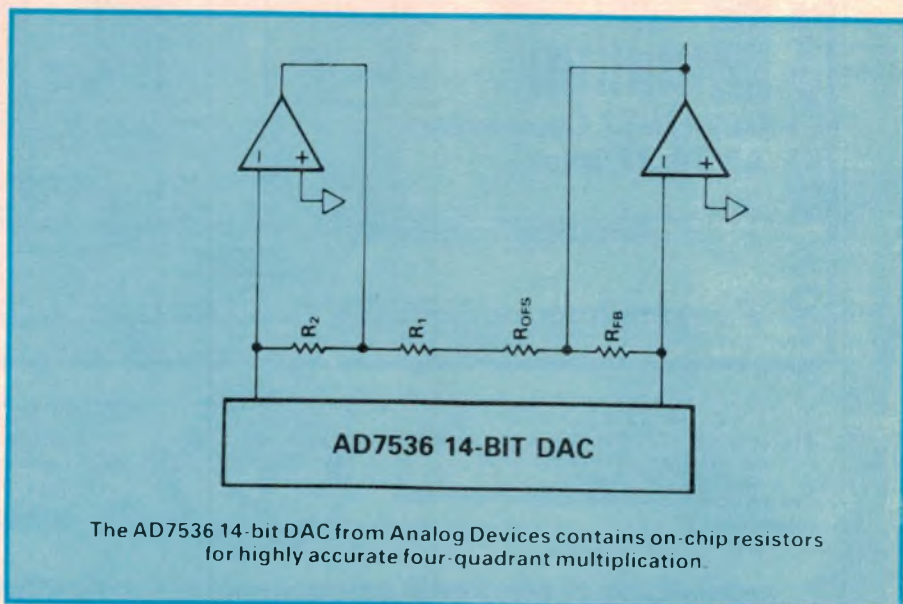 − + − +
R2 R1 ROFS RFB
AD7536 14-BIT DAC
The AD7536 14-bit DAC from Analog Devices contains on-chip resistors
for highly accurate four-quadrant multiplication.